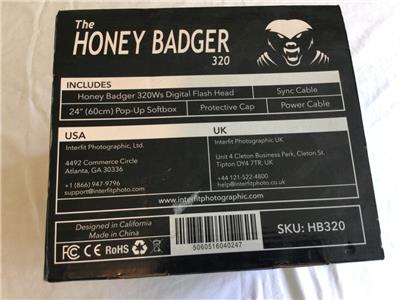 The
HONEY BADGER
320
INCLUDES
Honey Badger 320Ws Digital Flash Head
Sync Cable
24" (60cm) Pop-Up Softbox
Protective Cap
Power Cable
USA
Interfit Photographic, Ltd.
4492 Commerce Circle
Atlanta, GA 30336
+1 (866) 947-9796
support@interfitphoto.com
UK
Interfit Photographic UK
Unit 4 Cleton Business Park, Cleton St.
Tipton DY4 7TR, UK
+44-121-522-4800
help@interfitphoto.co.uk
www.interfitphotographic.com
Designed in California
Made in China
FC CE RoHS
5060516040247
SKU: HB320